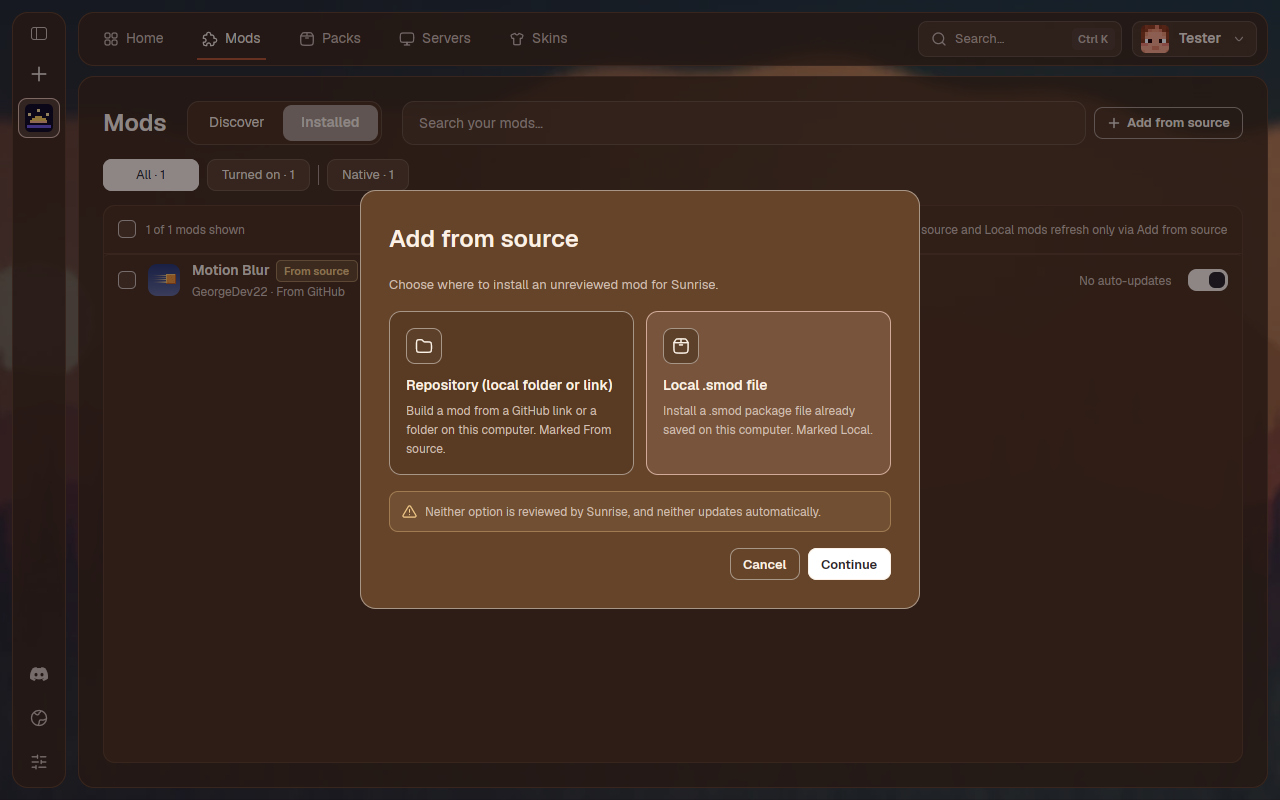 Home
Mods
Packs
Servers
Skins
Search...
Ctrl K
Tester
Mods
Discover
Installed
Search your mods...
Add from source
All · 1
Turned on · 1
Native · 1
1 of 1 mods shown
source and Local mods refresh only via Add from source
Motion Blur
From source
GeorgeDev22 · From GitHub
No auto-updates
Add from source
Choose where to install an unreviewed mod for Sunrise.
Repository (local folder or link)
Build a mod from a GitHub link or a
folder on this computer. Marked From
source.
Local .smod file
Install a .smod package file already
saved on this computer. Marked Local.
Neither option is reviewed by Sunrise, and neither updates automatically.
Cancel
Continue